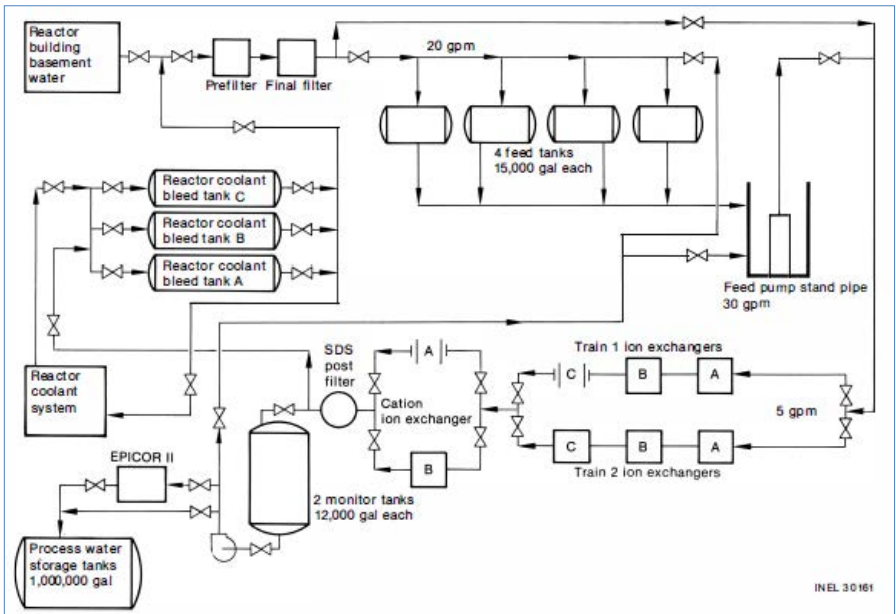 Reactor
building
basement
water
Prefilter
Final filter
20 gpm
4 feed tanks
15,000 gal each
Reactor coolant
bleed tank C
Reactor coolant
bleed tank B
Reactor coolant
bleed tank A
Feed pump stand pipe
30 gpm
Reactor
coolant
system
SDS
post
filter
A
Cation
ion exchanger
B
Train 1 ion exchangers
C
B
A
5 gpm
C
B
A
Train 2 ion exchangers
EPICOR II
2 monitor tanks
12,000 gal each
Process water
storage tanks
1,000,000 gal
INEL 3 0161